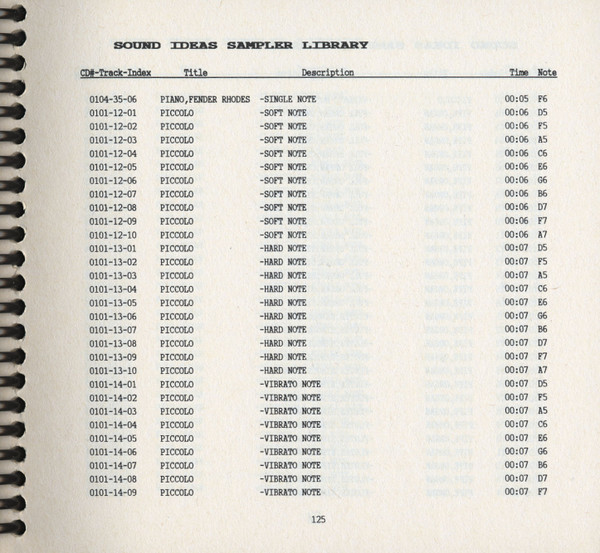 SOUND IDEAS SAMPLER LIBRARY
CD#-Track-Index Title Description Time Note
0104-35-06 PIANO,FENDER RHODES -SINGLE NOTE 00:05 F6
0101-12-01 PICCOLO -SOFT NOTE 00:06 D5
0101-12-02 PICCOLO -SOFT NOTE 00:06 F5
0101-12-03 PICCOLO -SOFT NOTE 00:06 A5
0101-12-04 PICCOLO -SOFT NOTE 00:06 C6
0101-12-05 PICCOLO -SOFT NOTE 00:06 E6
0101-12-06 PICCOLO -SOFT NOTE 00:06 G6
0101-12-07 PICCOLO -SOFT NOTE 00:06 B6
0101-12-08 PICCOLO -SOFT NOTE 00:06 D7
0101-12-09 PICCOLO -SOFT NOTE 00:06 F7
0101-12-10 PICCOLO -SOFT NOTE 00:06 A7
0101-13-01 PICCOLO -HARD NOTE 00:07 D5
0101-13-02 PICCOLO -HARD NOTE 00:07 F5
0101-13-03 PICCOLO -HARD NOTE 00:07 A5
0101-13-04 PICCOLO -HARD NOTE 00:07 C6
0101-13-05 PICCOLO -HARD NOTE 00:07 E6
0101-13-06 PICCOLO -HARD NOTE 00:07 G6
0101-13-07 PICCOLO -HARD NOTE 00:07 B6
0101-13-08 PICCOLO -HARD NOTE 00:07 D7
0101-13-09 PICCOLO -HARD NOTE 00:07 F7
0101-13-10 PICCOLO -HARD NOTE 00:07 A7
0101-14-01 PICCOLO -VIBRATO NOTE 00:07 D5
0101-14-02 PICCOLO -VIBRATO NOTE 00:07 F5
0101-14-03 PICCOLO -VIBRATO NOTE 00:07 A5
0101-14-04 PICCOLO -VIBRATO NOTE 00:07 C6
0101-14-05 PICCOLO -VIBRATO NOTE 00:07 E6
0101-14-06 PICCOLO -VIBRATO NOTE 00:07 G6
0101-14-07 PICCOLO -VIBRATO NOTE 00:07 B6
0101-14-08 PICCOLO -VIBRATO NOTE 00:07 D7
0101-14-09 PICCOLO -VIBRATO NOTE 00:07 F7
125